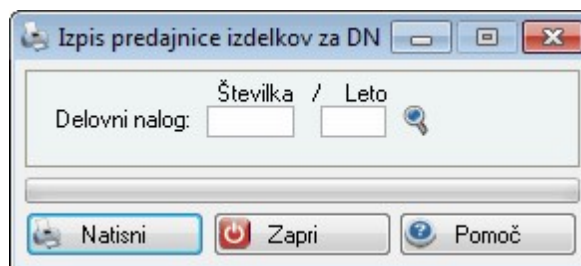 Izpis predajnice izdelkov za DN
Številka / Leto
Delovni nalog:
Natisni Zapri Pomoč